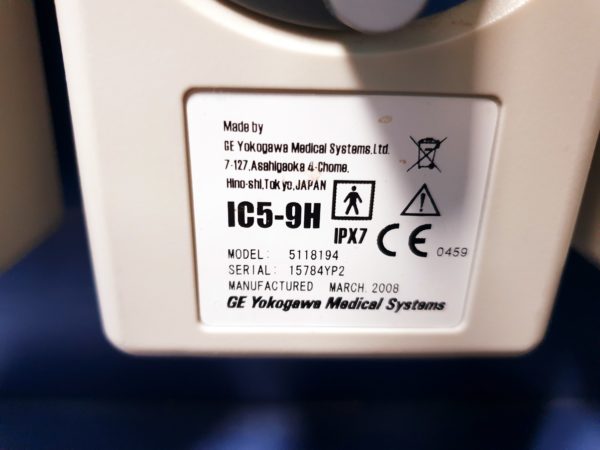 Made by
GE Yokogawa Medical Systems,Ltd.
7-127,Asahigaoka 4-Chome,
Hino-shi,Tokyo,JAPAN
IC5-9H
IPX7
CE 0459
MODEL: 5118194
SERIAL: 15784YP2
MANUFACTURED MARCH.2008
GE Yokogawa Medical Systems